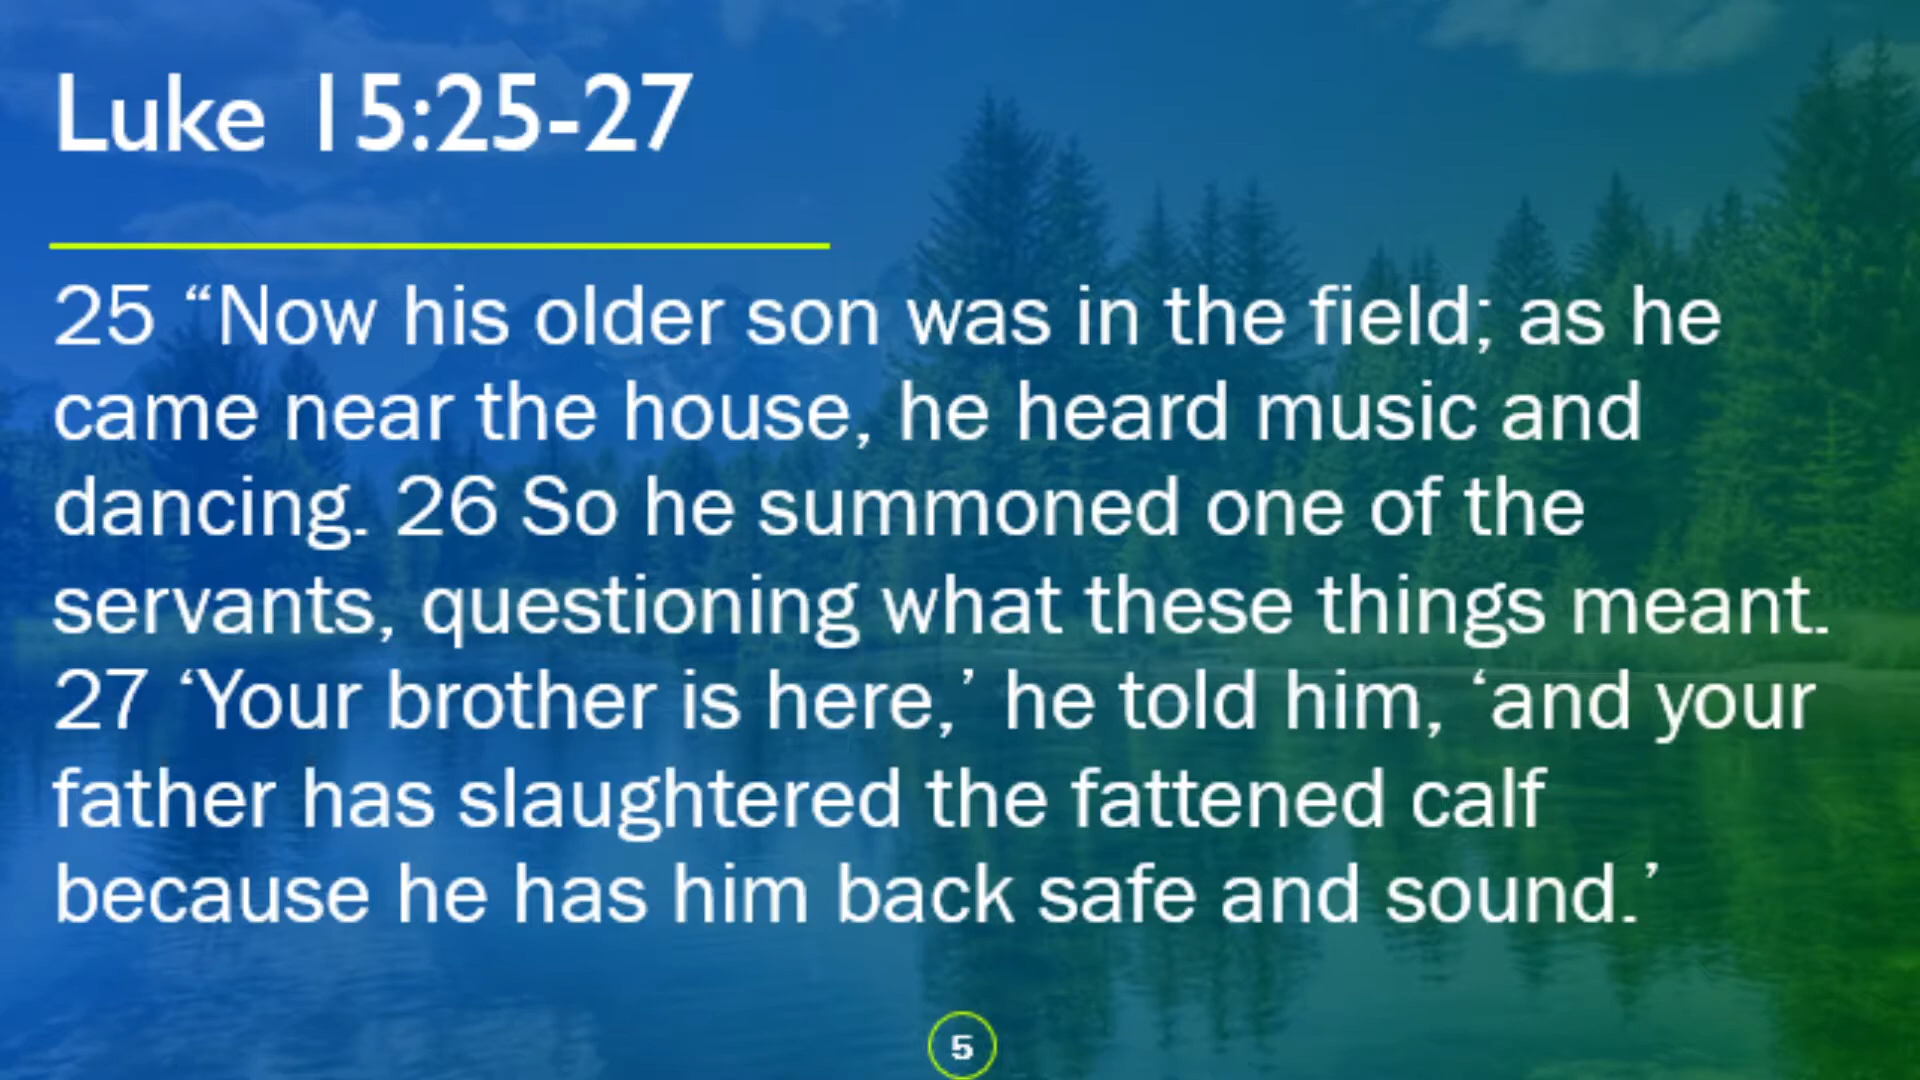 Luke 15:25-27
25 “Now his older son was in the field; as he
came near the house, he heard music and
dancing. 26 So he summoned one of the
servants, questioning what these things meant.
27 ‘Your brother is here,’ he told him, ‘and your
father has slaughtered the fattened calf
because he has him back safe and sound.’
5